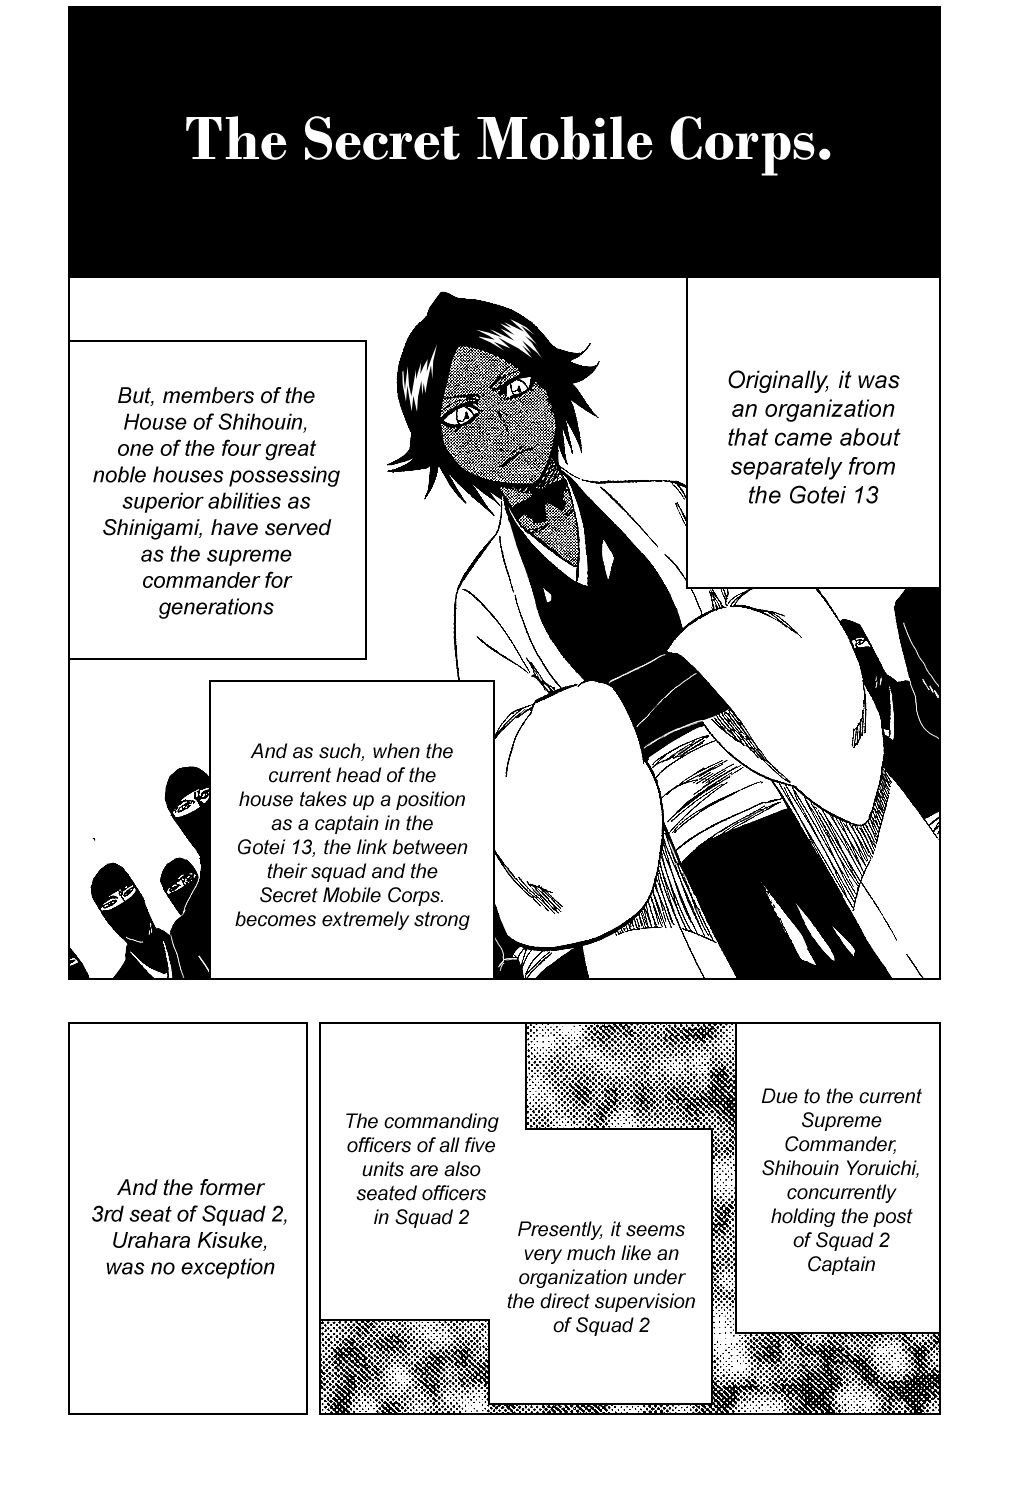 The Secret Mobile Corps.
Originally, it was
an organization
that came about
separately from
the Gotei 13
But, members of the
House of Shihouin,
one of the four great
noble houses possessing
superior abilities as
Shinigami, have served
as the supreme
commander for
generations
And as such, when the
current head of the
house takes up a position
as a captain in the
Gotei 13, the link between
their squad and the
Secret Mobile Corps.
becomes extremely strong
Due to the current
Supreme
Commander,
Shihouin Yoruichi,
concurrently
holding the post
of Squad 2
Captain
Presently, it seems
very much like an
organization under
the direct supervision
of Squad 2
The commanding
officers of all five
units are also
seated officers
in Squad 2
And the former
3rd seat of Squad 2,
Urahara Kisuke,
was no exception